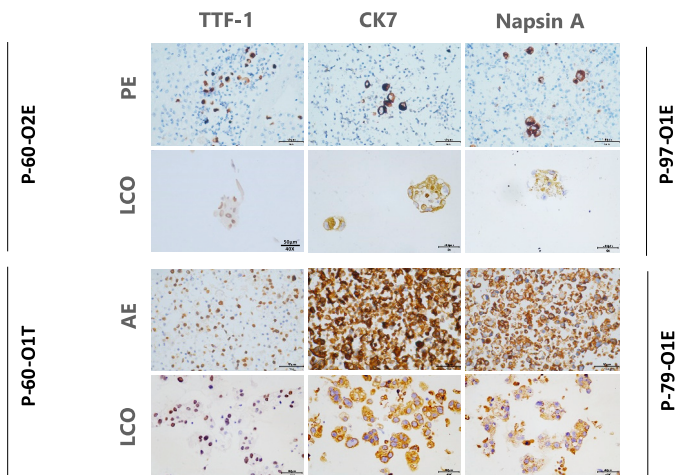 TTF-1 CK7 Napsin A
P-60-O2E
PE
LCO
P-97-O1E
50μm
40X
P-60-O1T
AE
LCO
P-79-O1E